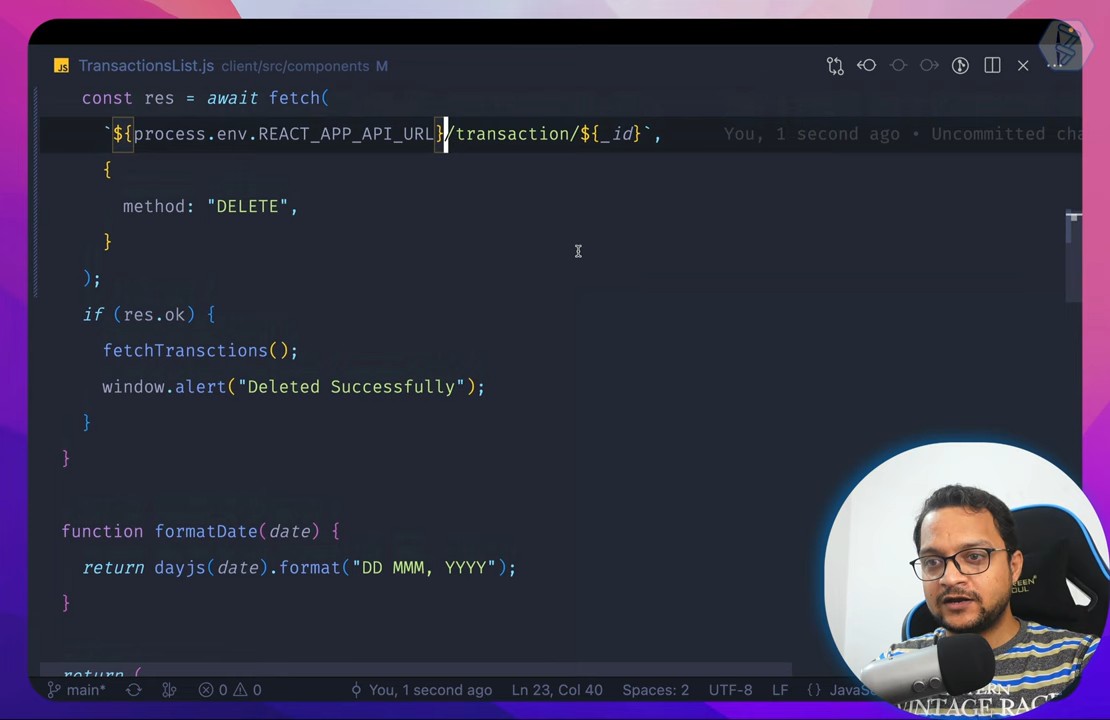 JS TransactionsList.js client/src/components M
const res = await fetch(
`${process.env.REACT_APP_API_URL}/transaction/${_id}`, You, 1 second ago • Uncommitted cha
{
method: "DELETE",
}
);
if (res.ok) {
fetchTransctions();
window.alert("Deleted Successfully");
}
}
function formatDate(date) {
return dayjs(date).format("DD MMM, YYYY");
}
return (
main* 0 0 You, 1 second ago Ln 23, Col 40 Spaces: 2 UTF-8 LF {} JavaS
VINTAGE RACE